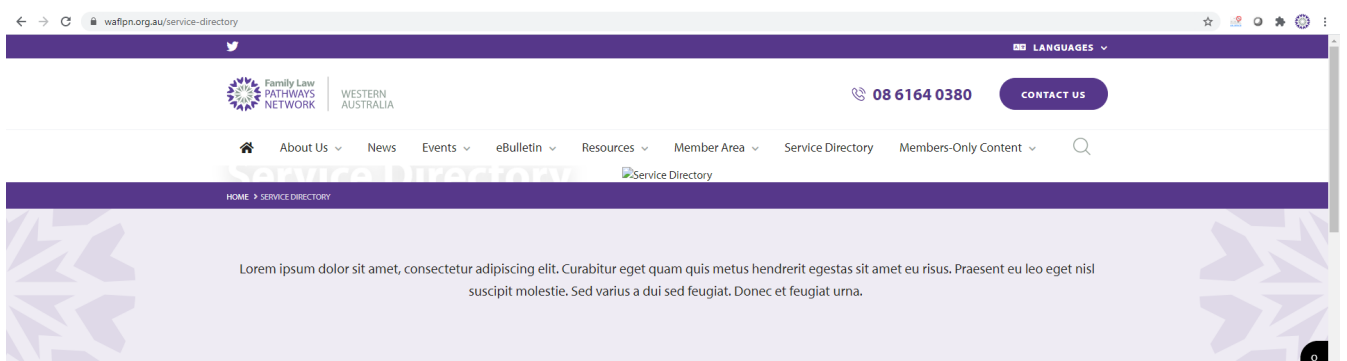 waflpn.org.au/service-directory
LANGUAGES
Family Law
PATHWAYS
NETWORK
WESTERN
AUSTRALIA
08 6164 0380
CONTACT US
About Us
News
Events
eBulletin
Resources
Member Area
Service Directory
Members-Only Content
Service Directory
Service Directory
HOME > SERVICE DIRECTORY
Lorem ipsum dolor sit amet, consectetur adipiscing elit. Curabitur eget quam quis metus hendrerit egestas sit amet eu risus. Praesent eu leo eget nisl
suscipit molestie. Sed varius a dui sed feugiat. Donec et feugiat urna.